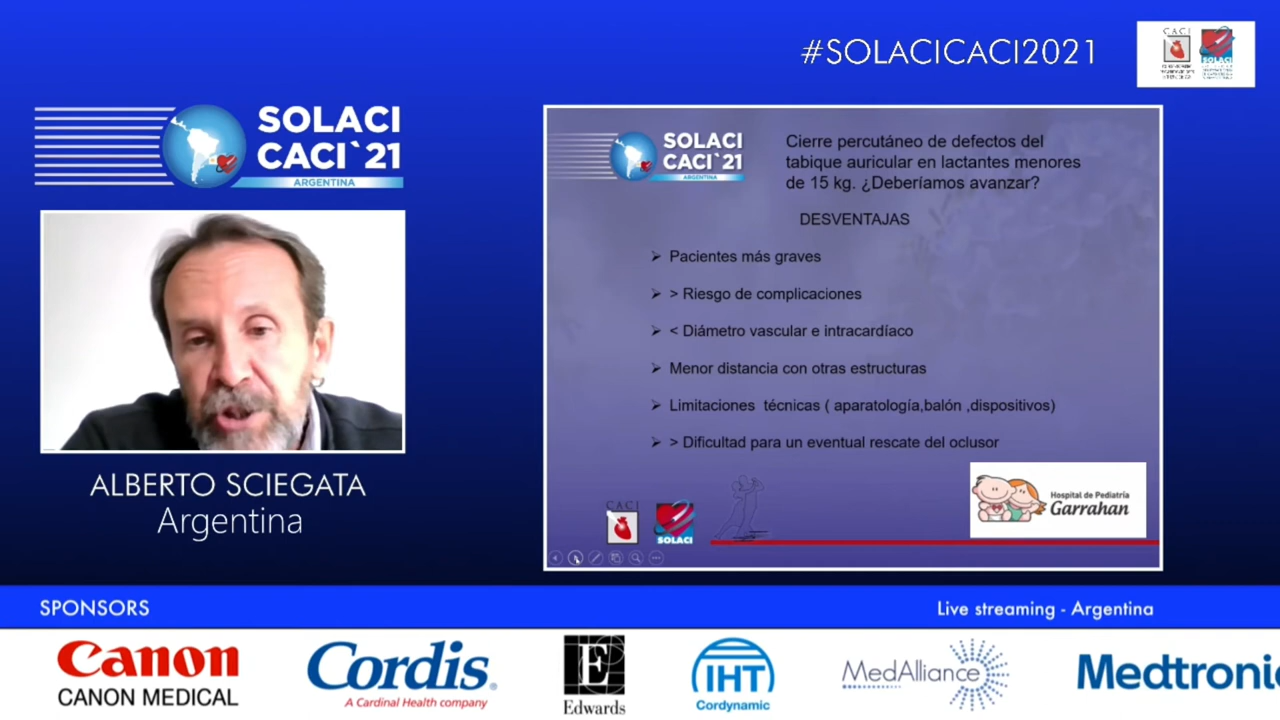 #SOLACICACI2021
CACI
SOLACI
SOLACI
CACI`21
ARGENTINA
SOLACI
CACI`21
ARGENTINA
Cierre percutáneo de defectos del
tabique auricular en lactantes menores
de 15 kg. ¿Deberíamos avanzar?
DESVENTAJAS
➢ Pacientes más graves
➢ > Riesgo de complicaciones
➢ < Diámetro vascular e intracardíaco
➢ Menor distancia con otras estructuras
➢ Limitaciones técnicas ( aparatología,balón ,dispositivos)
➢ > Dificultad para un eventual rescate del oclusor
CACI
SOLACI
Hospital de Pediatría
Garrahan
ALBERTO SCIEGATA
Argentina
SPONSORS
Live streaming - Argentina
Canon
CANON MEDICAL
Cordis®
A Cardinal Health company
E
Edwards
IHT
Cordynamic
MedAlliance
Medtronic